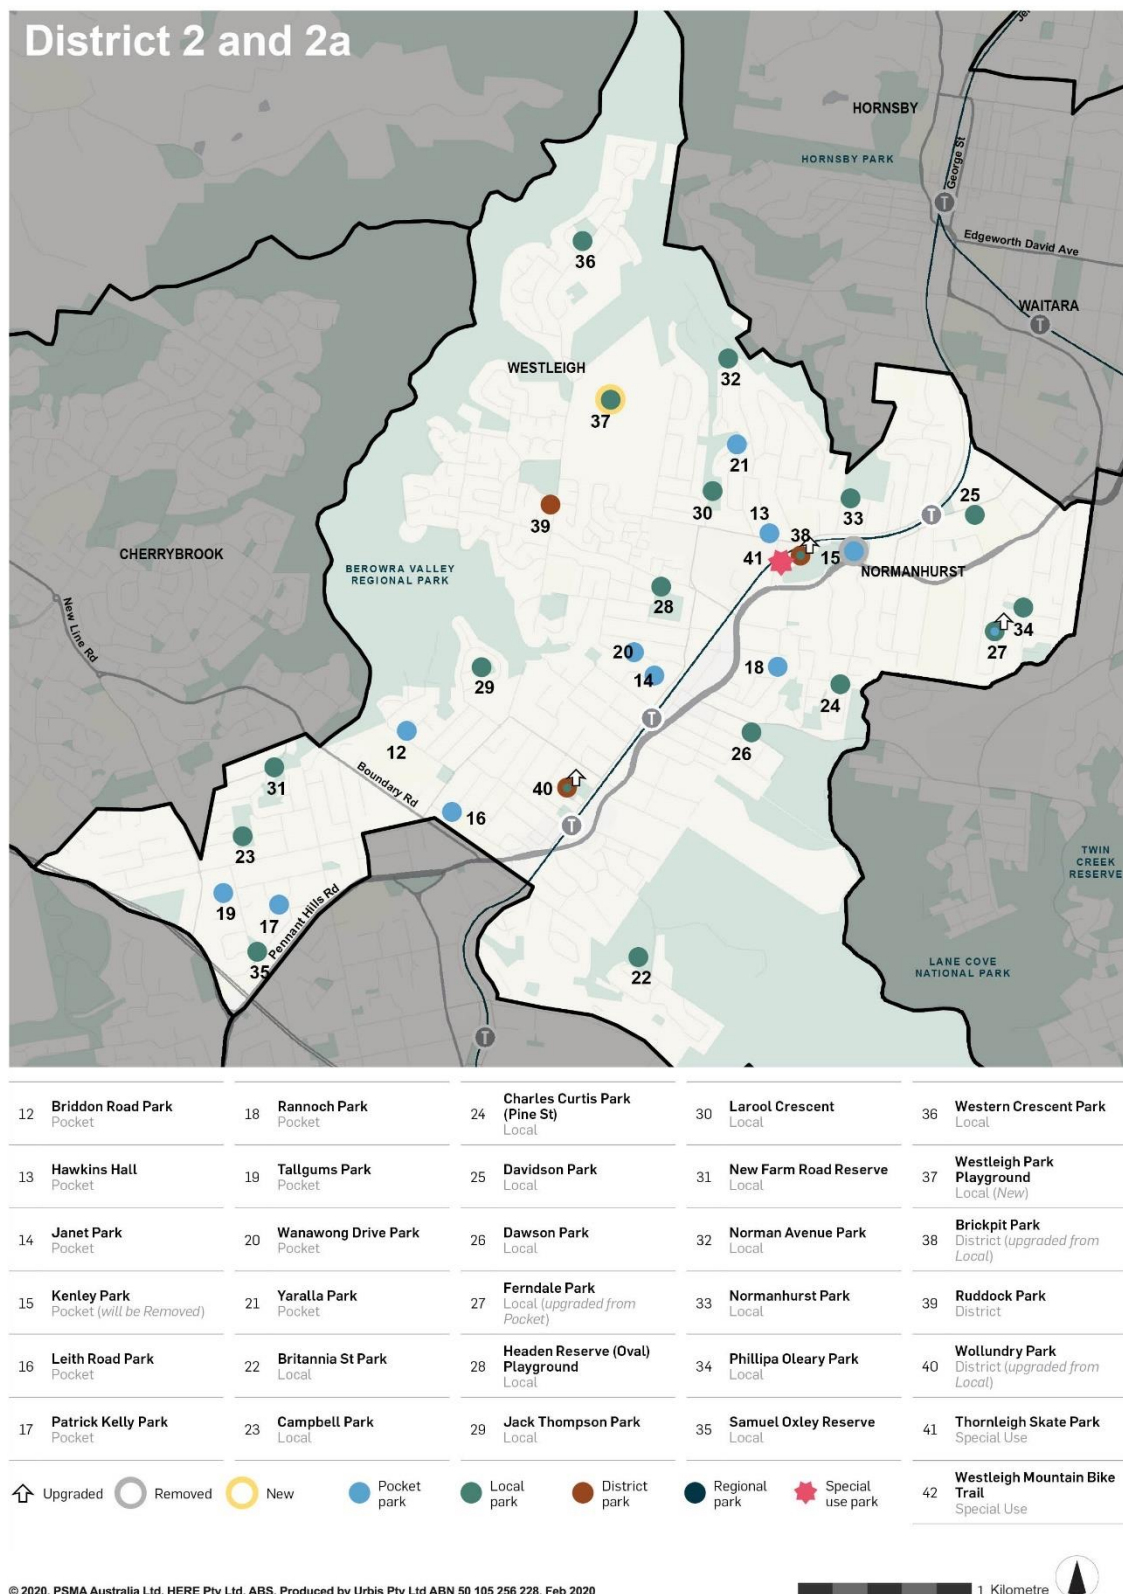 District 2 and 2a
HORNSBY
HORNSBY PARK
George St
Edgeworth David Ave
WAITARA
T
T
36
WESTLEIGH
32
37
21
30
13
33
25
T
39
38
41
15
NORMANHURST
CHERRYBROOK
BEROWRA VALLEY
REGIONAL PARK
New Line Rd
28
34
27
20
14
18
29
24
T
26
12
31
Boundary Rd
40
16
T
23
TWIN
CREEK
RESERVE
19
17
Pennant Hills Rd
35
22
LANE COVE
NATIONAL PARK
T
12 Briddon Road Park
Pocket
13 Hawkins Hall
Pocket
14 Janet Park
Pocket
15 Kenley Park
Pocket (will be Removed)
16 Leith Road Park
Pocket
17 Patrick Kelly Park
Pocket
18 Rannoch Park
Pocket
19 Tallgums Park
Pocket
20 Wanawong Drive Park
Pocket
21 Yaralla Park
Pocket
22 Britannia St Park
Local
23 Campbell Park
Local
24 Charles Curtis Park
(Pine St)
Local
25 Davidson Park
Local
26 Dawson Park
Local
27 Ferndale Park
Local (upgraded from
Pocket)
28 Headen Reserve (Oval)
Playground
Local
29 Jack Thompson Park
Local
30 Larool Crescent
Local
31 New Farm Road Reserve
Local
32 Norman Avenue Park
Local
33 Normanhurst Park
Local
34 Phillipa Oleary Park
Local
35 Samuel Oxley Reserve
Local
36 Western Crescent Park
Local
37 Westleigh Park
Playground
Local (New)
38 Brickpit Park
District (upgraded from
Local)
39 Ruddock Park
District
40 Wollundry Park
District (upgraded from
Local)
41 Thornleigh Skate Park
Special Use
42 Westleigh Mountain Bike
Trail
Special Use
Upgraded
Removed
New
Pocket
park
Local
park
District
park
Regional
park
Special
use park
© 2020. PSMA Australia Ltd, HERE Pty Ltd, ABS. Produced by Urbis Pty Ltd ABN 50 105 256 228, Feb 2020
1 Kilometre